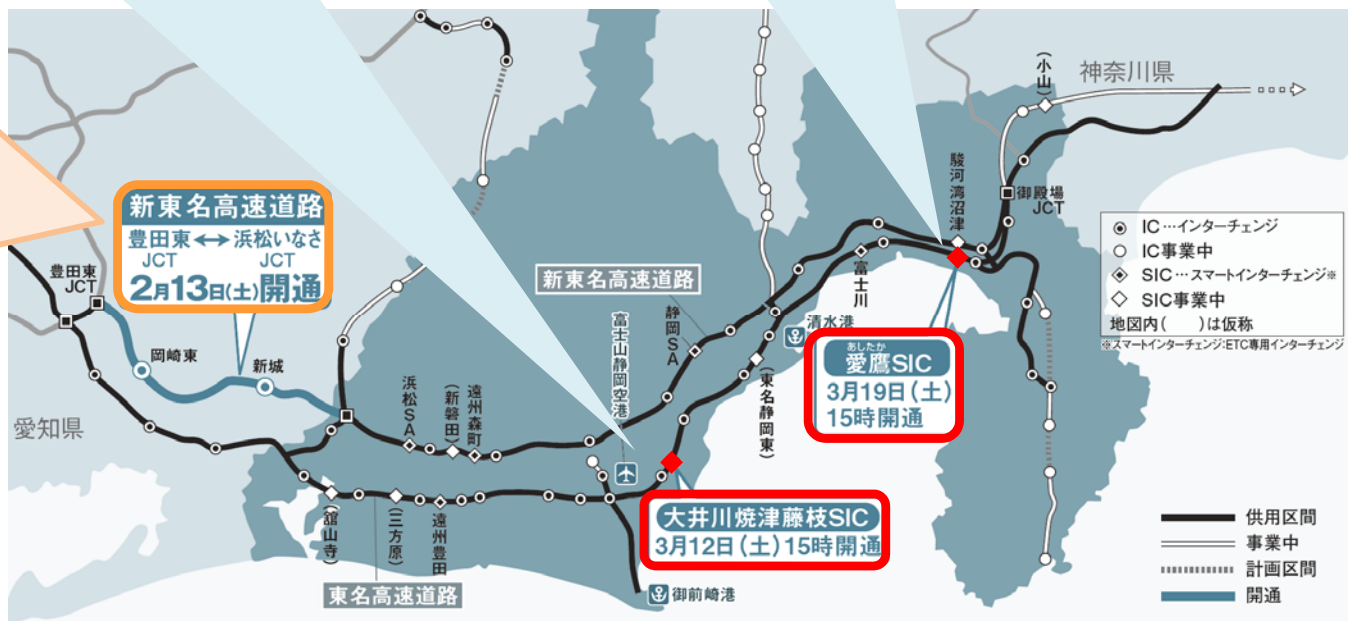 神奈川県
(小山)
駿河湾沼津
御殿場
JCT
新東名高速道路
豊田東↔浜松いなさ
JCT JCT
2月13日(土)開通
豊田東
JCT
岡崎東
新城
愛知県
新東名高速道路
富士川
清水港
静岡SA
富士山静岡空港
(東名静岡東)
浜松SA
(新磐田)
遠州森町
あしたか
愛鷹SIC
3月19日(土)
15時開通
大井川焼津藤枝SIC
3月12日(土)15時開通
(舘山寺)
(三方原)
遠州豊田
東名高速道路
御前崎港
IC…インターチェンジ
IC事業中
SIC…スマートインターチェンジ※
SIC事業中
地図内( )は仮称
※スマートインターチェンジ:ETC専用インターチェンジ
供用区間
事業中
計画区間
開通